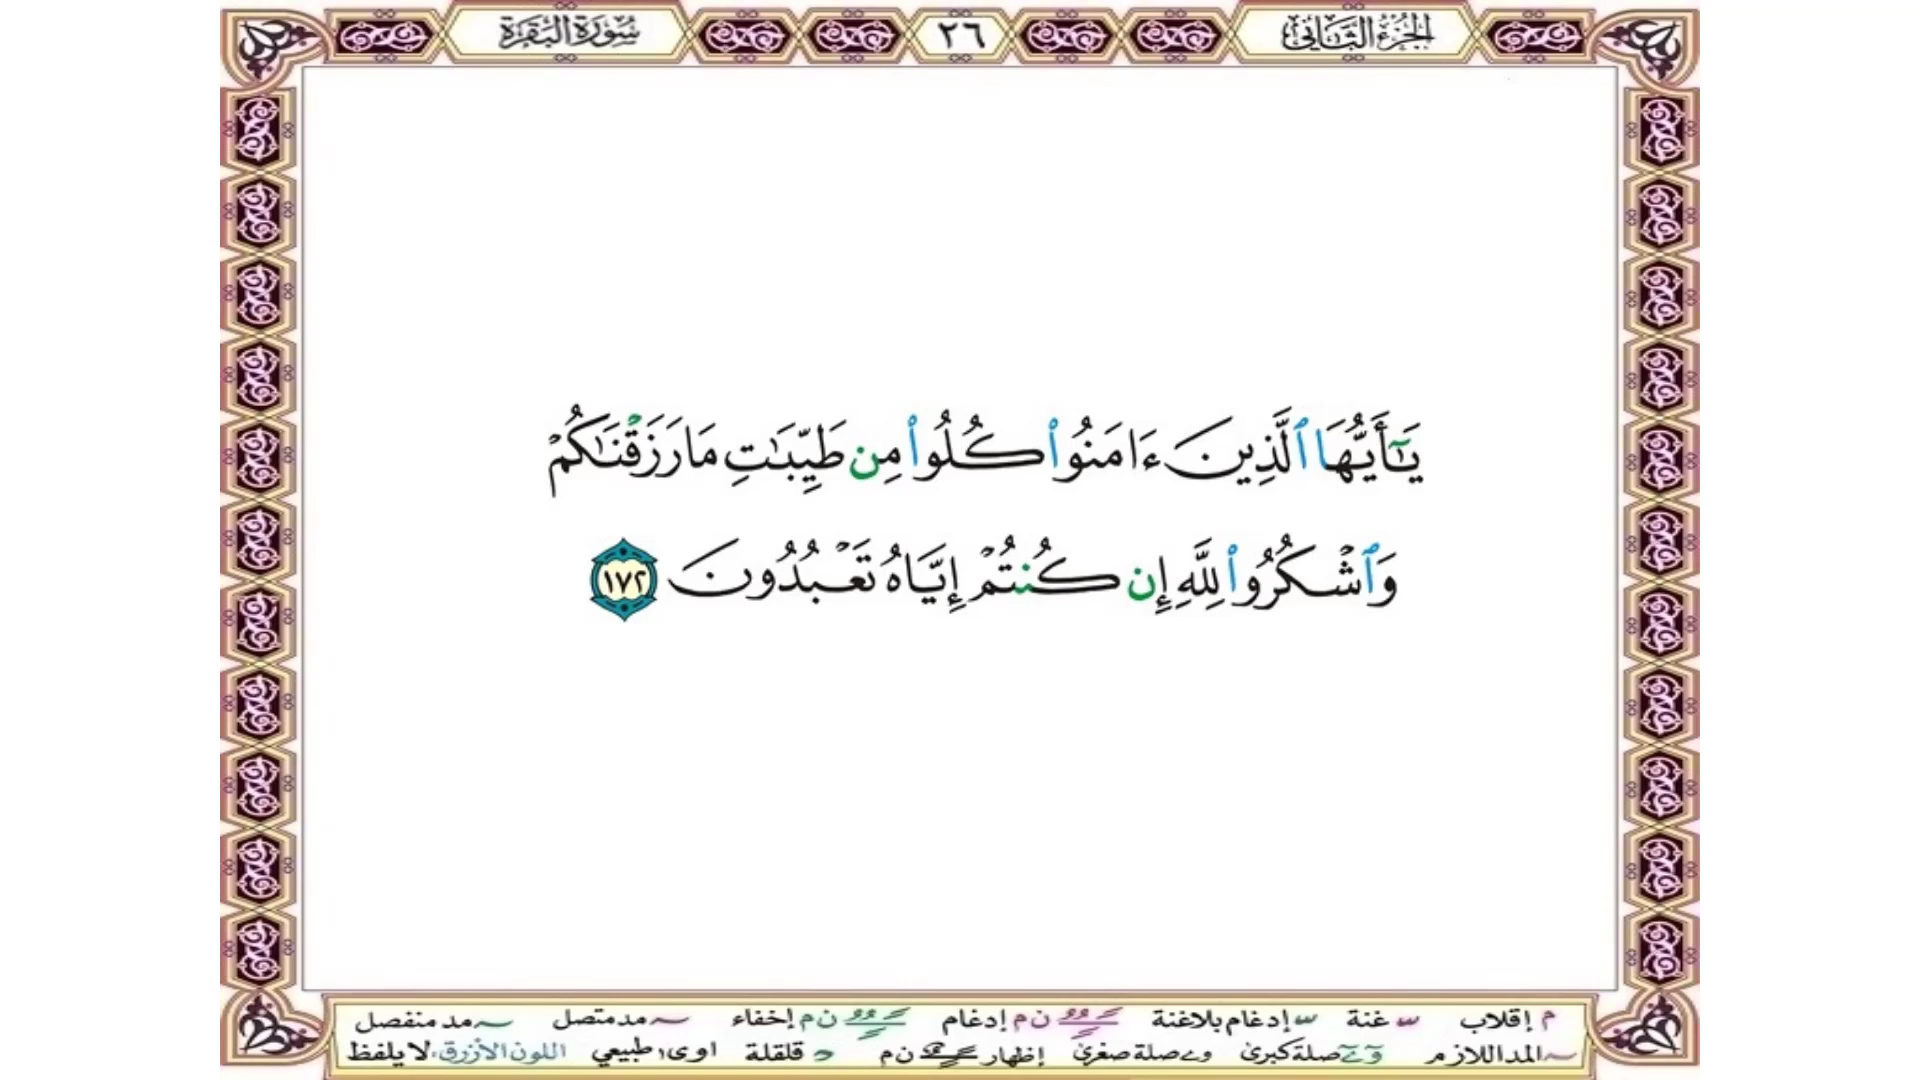 الجزء الثاني
٢٦
سورة البقرة
يَٰٓأَيُّهَا ٱلَّذِينَ ءَامَنُوا۟ كُلُوا۟ مِن طَيِّبَٰتِ مَا رَزَقْنَٰكُمْ
وَٱشْكُرُوا۟ لِلَّهِ إِن كُنتُمْ إِيَّاهُ تَعْبُدُونَ ١٧٢
م إقلاب غنة إدغام بلاغنة ن م إدغام ن م إخفاء مد متصل مد منفصل
المد اللازم صلة كبرى وے صلة صغرى إظهار ن م قلقلة اوى طبيعي اللون الأزرق لا يلفظ